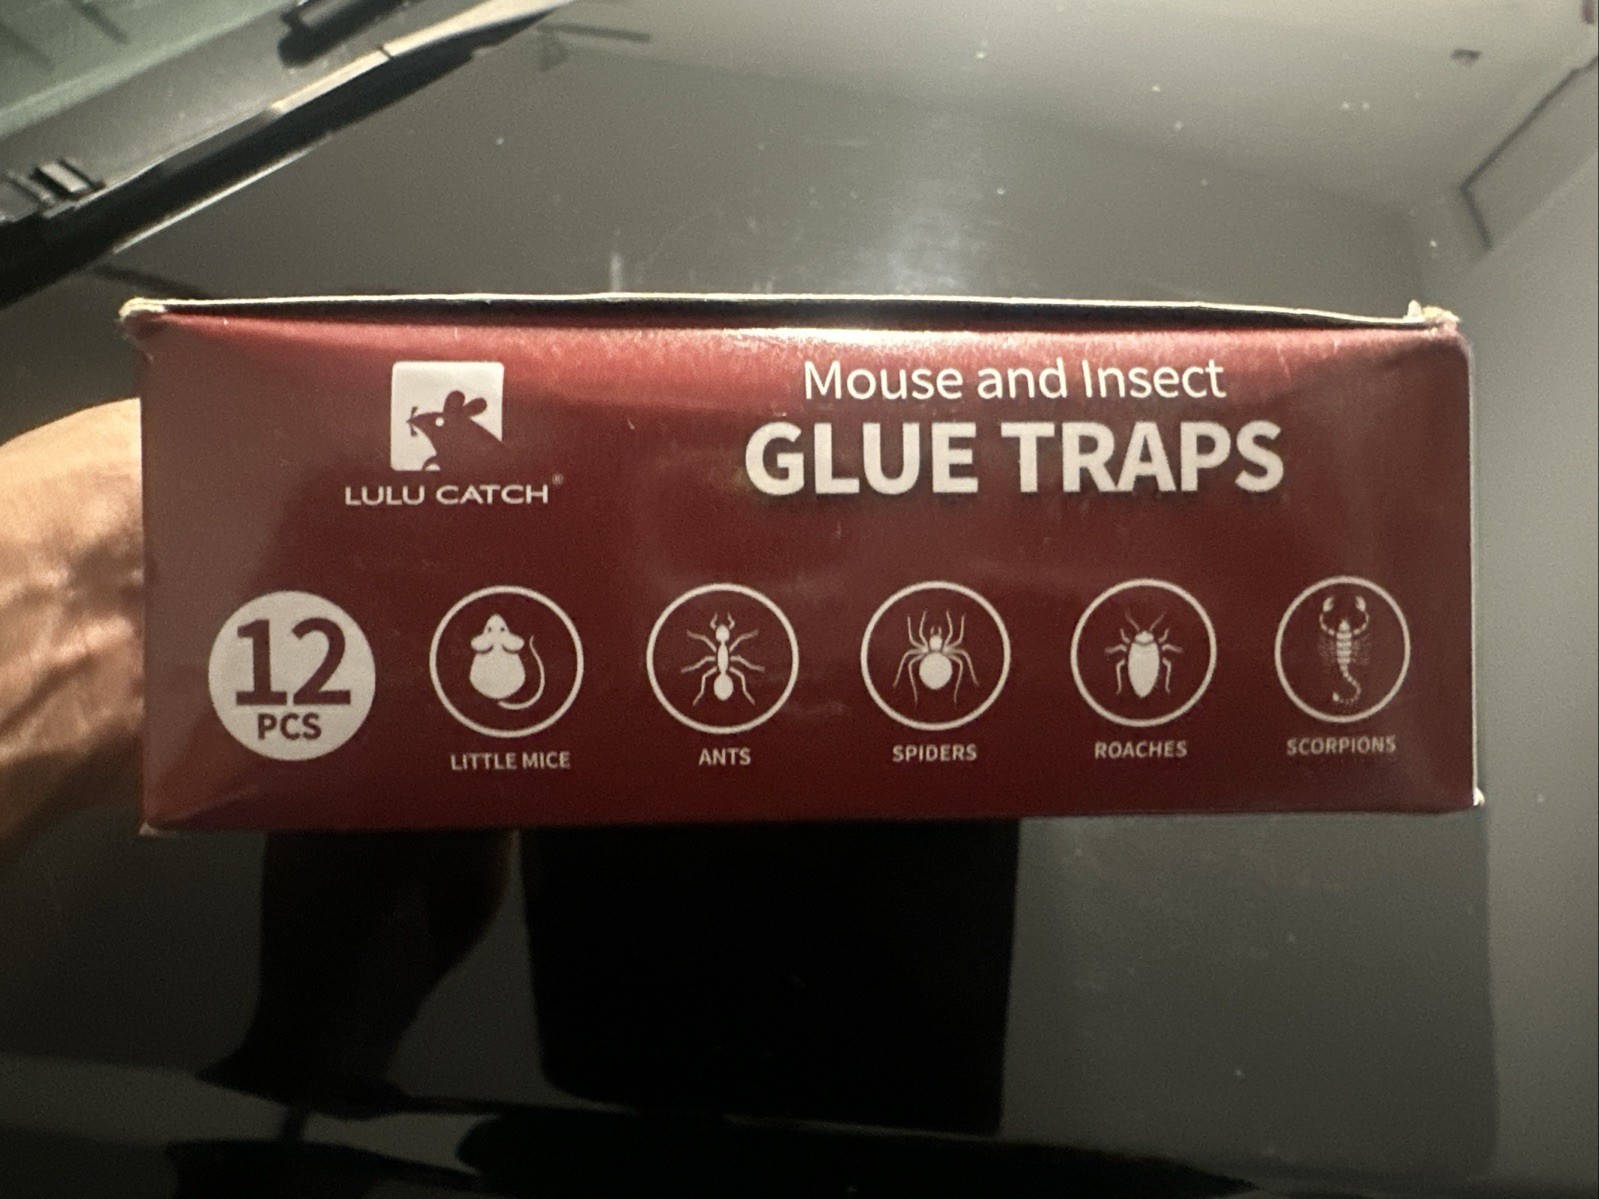 LULU CATCH®
Mouse and Insect
GLUE TRAPS
12
PCS
LITTLE MICE
ANTS
SPIDERS
ROACHES
SCORPIONS